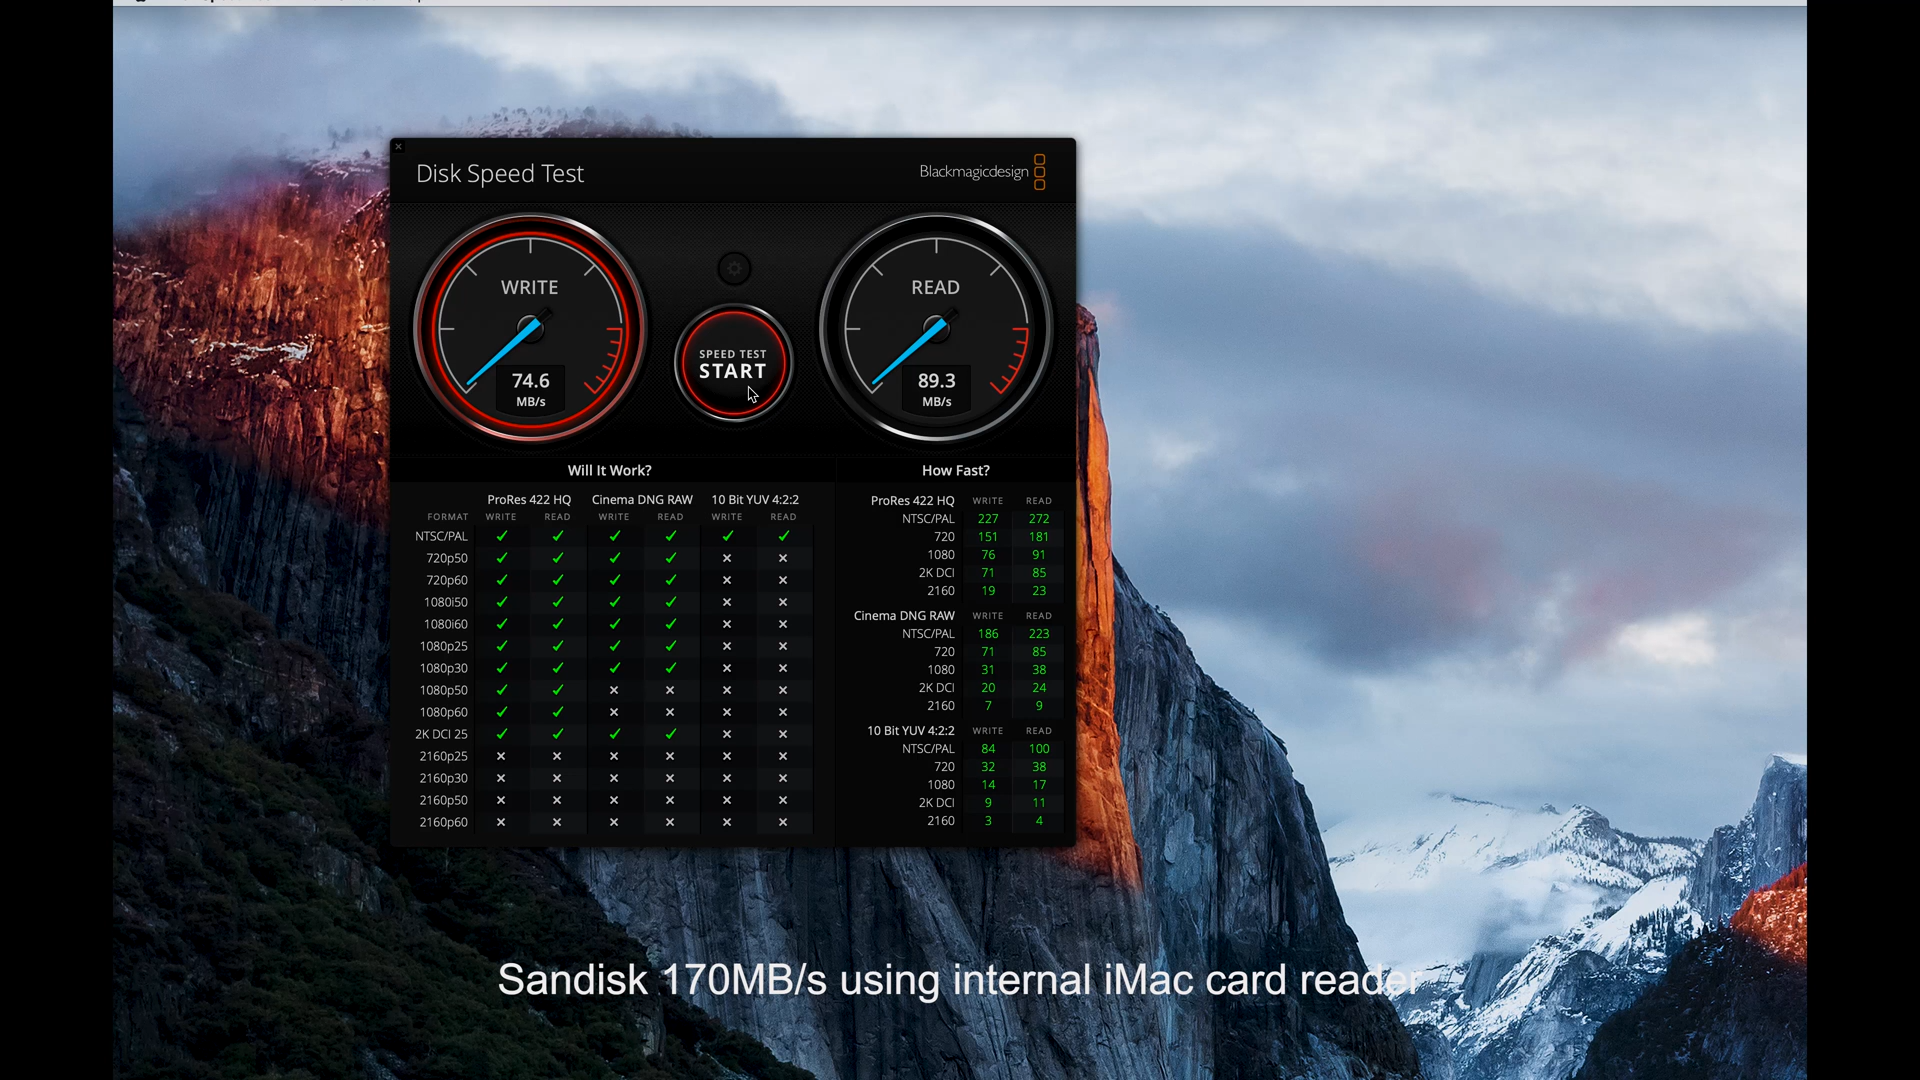 Disk Speed Test
Blackmagicdesign
WRITE
74.6
MB/s
SPEED TEST
START
READ
89.3
MB/s
Will It Work?
ProRes 422 HQ Cinema DNG RAW 10 Bit YUV 4:2:2
FORMAT WRITE READ WRITE READ WRITE READ
NTSC/PAL ✓ ✓ ✓ ✓ ✓ ✓
720p50 ✓ ✓ ✓ ✓ × ×
720p60 ✓ ✓ ✓ ✓ × ×
1080i50 ✓ ✓ ✓ ✓ × ×
1080i60 ✓ ✓ ✓ ✓ × ×
1080p25 ✓ ✓ ✓ ✓ × ×
1080p30 ✓ ✓ ✓ ✓ × ×
1080p50 ✓ ✓ × × × ×
1080p60 ✓ ✓ × × × ×
2K DCI 25 ✓ ✓ ✓ ✓ × ×
2160p25 × × × × × ×
2160p30 × × × × × ×
2160p50 × × × × × ×
2160p60 × × × × × ×
How Fast?
ProRes 422 HQ WRITE READ
NTSC/PAL 227 272
720 151 181
1080 76 91
2K DCI 71 85
2160 19 23
Cinema DNG RAW WRITE READ
NTSC/PAL 186 223
720 71 85
1080 31 38
2K DCI 20 24
2160 7 9
10 Bit YUV 4:2:2 WRITE READ
NTSC/PAL 84 100
720 32 38
1080 14 17
2K DCI 9 11
2160 3 4
Sandisk 170MB/s using internal iMac card reader